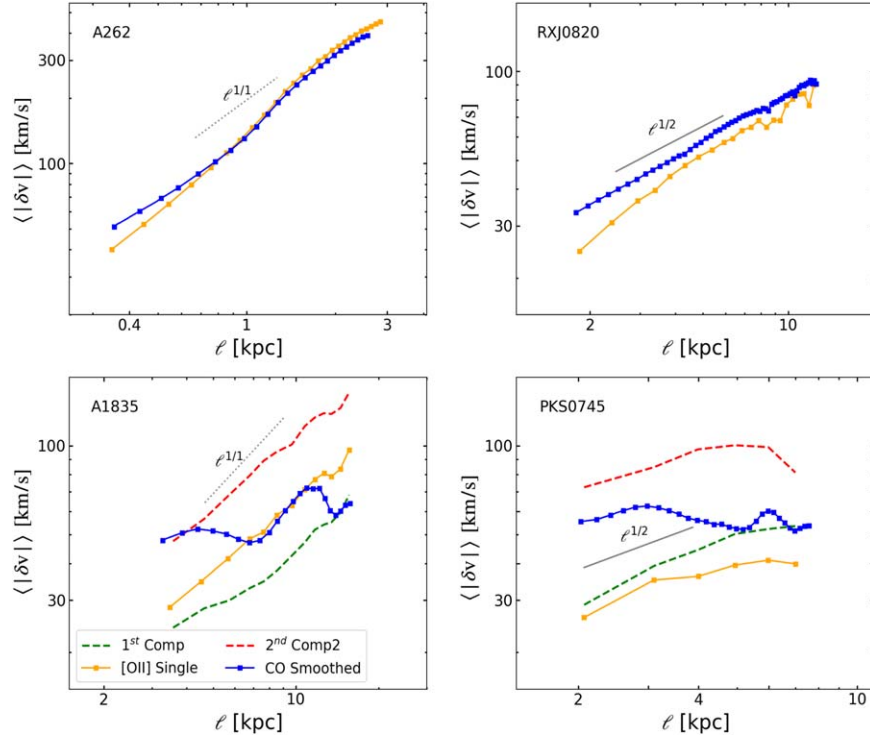 A262
ℓ^{1/1}
300
100
⟨ | δv | ⟩ [km/s]
0.4 1 3
ℓ [kpc]
RXJ0820
ℓ^{1/2}
100
30
⟨ | δv | ⟩ [km/s]
2 10
ℓ [kpc]
A1835
ℓ^{1/1}
100
30
⟨ | δv | ⟩ [km/s]
1^{st} Comp
[OII] Single
2^{nd} Comp2
CO Smoothed
2 10
ℓ [kpc]
PKS0745
ℓ^{1/2}
100
30
⟨ | δv | ⟩ [km/s]
2 4 10
ℓ [kpc]